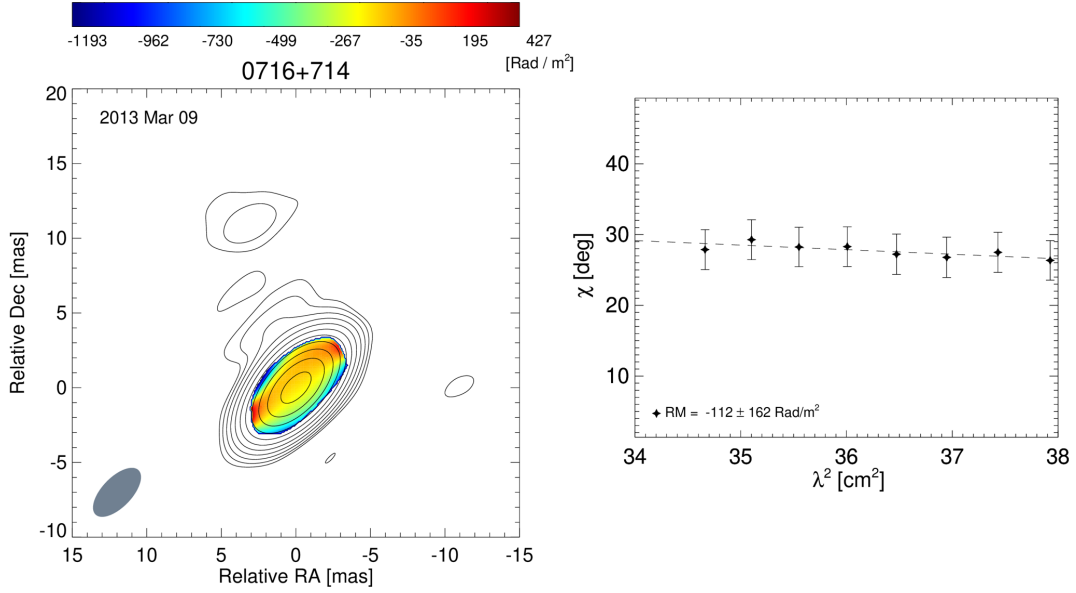 -1193 -962 -730 -499 -267 -35 195 427
[Rad / m²]
0716+714
2013 Mar 09
20
15
10
5
0
-5
-10
Relative Dec [mas]
15 10 5 0 -5 -10 -15
Relative RA [mas]
40
30
20
10
χ [deg]
RM = -112 ± 162 Rad/m²
34 35 36 37 38
λ² [cm²]